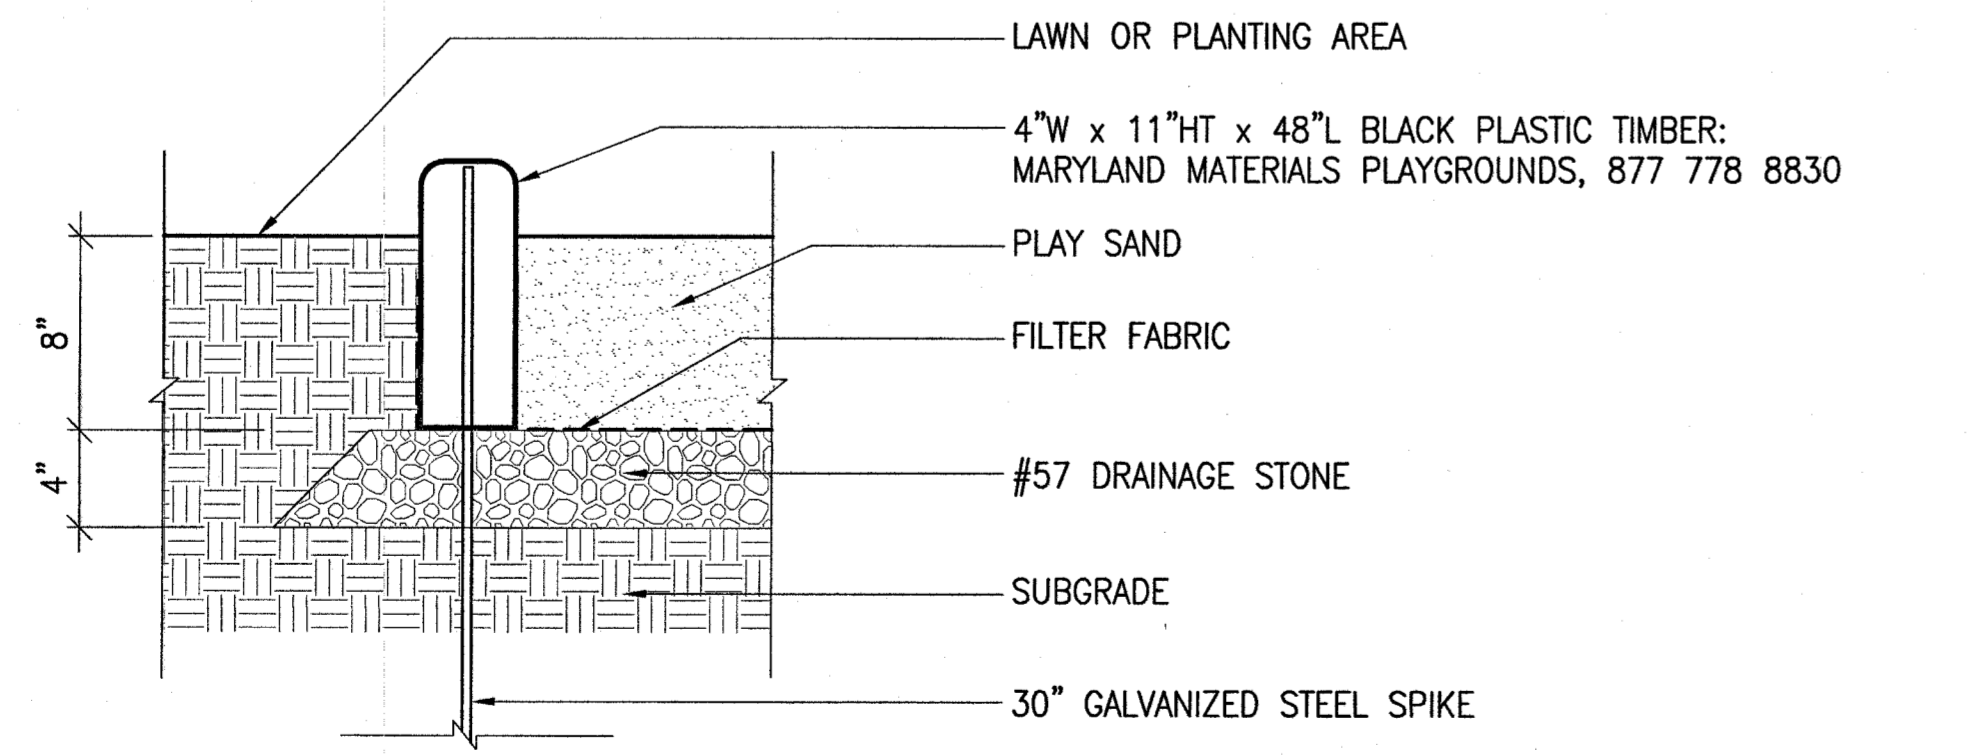 LAWN OR PLANTING AREA
4”W x 11”HT x 48”L BLACK PLASTIC TIMBER:
MARYLAND MATERIALS PLAYGROUNDS, 877 778 8830
PLAY SAND
8”
FILTER FABRIC
4”
#57 DRAINAGE STONE
SUBGRADE
30” GALVANIZED STEEL SPIKE